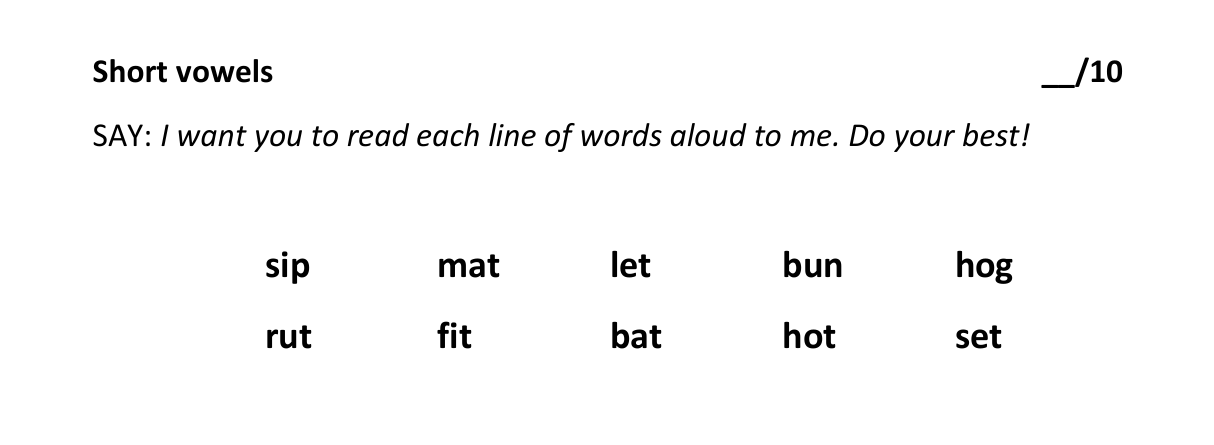 Short vowels __/10
SAY: I want you to read each line of words aloud to me. Do your best!
sip mat let bun hog
rut fit bat hot set